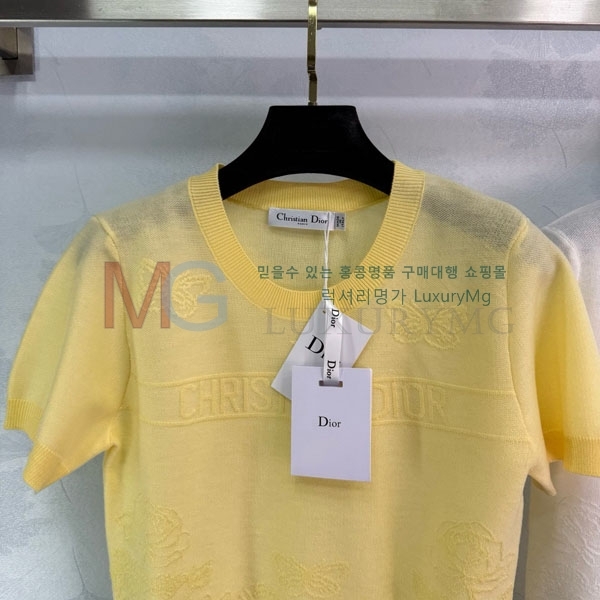 Christian Dior
PARIS
믿을수 있는 홍콩명품 구매대행 쇼핑몰
MG
럭셔리명가 LuxuryMg
LUXURYMG
Dior
Dior
CHRISTIAN DIOR
Dior